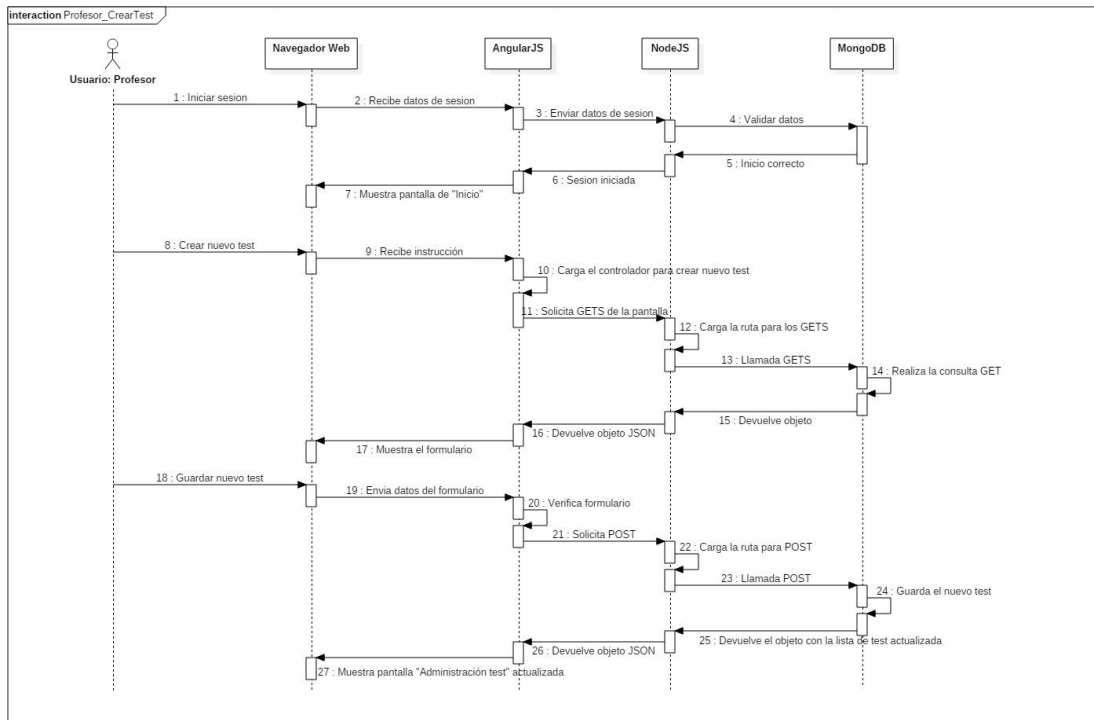 interaction Profesor_CrearTest
Usuario: Profesor
Navegador Web
AngularJS
NodeJS
MongoDB
1 : Iniciar sesion
2 : Recibe datos de sesion
3 : Enviar datos de sesion
4 : Validar datos
5 : Inicio correcto
6 : Sesion iniciada
7 : Muestra pantalla de "Inicio"
8 : Crear nuevo test
9 : Recibe instrucción
10 : Carga el controlador para crear nuevo test
11 : Solicita GETS de la pantalla
12 : Carga la ruta para los GETS
13 : Llamada GETS
14 : Realiza la consulta GET
15 : Devuelve objeto
16 : Devuelve objeto JSON
17 : Muestra el formulario
18 : Guardar nuevo test
19 : Envia datos del formulario
20 : Verifica formulario
21 : Solicita POST
22 : Carga la ruta para POST
23 : Llamada POST
24 : Guarda el nuevo test
25 : Devuelve el objeto con la lista de test actualizada
26 : Devuelve objeto JSON
27 : Muestra pantalla "Administración test" actualizada